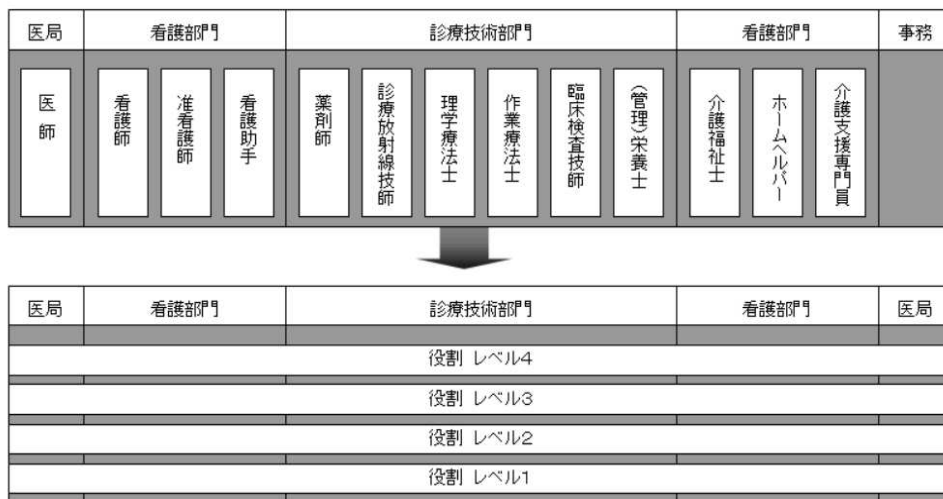 医局 看護部門 診療技術部門 看護部門 事務
医師
看護師
准看護師
看護助手
薬剤師
診療放射線技師
理学療法士
作業療法士
臨床検査技師
(管理)栄養士
介護福祉士
ホームヘルパー
介護支援専門員
医局 看護部門 診療技術部門 看護部門 医局
役割 レベル4
役割 レベル3
役割 レベル2
役割 レベル1